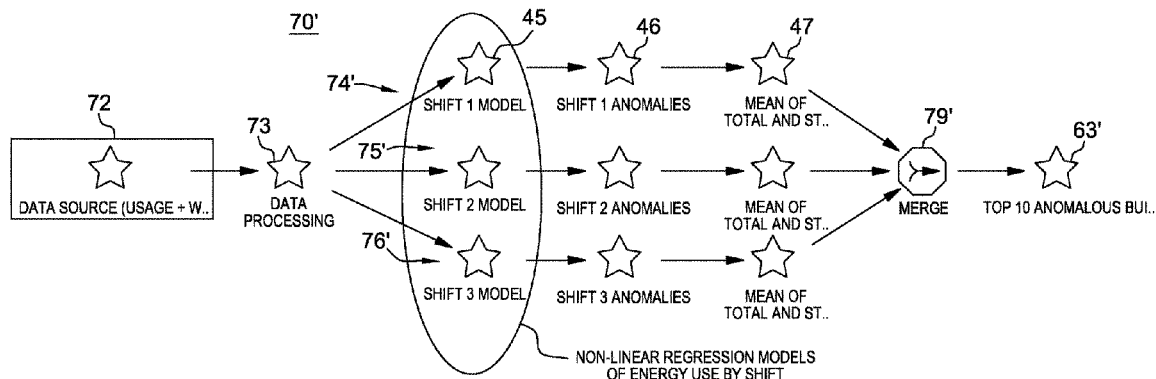 70'
45
46
47
74'
72
SHIFT 1 MODEL
SHIFT 1 ANOMALIES
MEAN OF
TOTAL AND ST..
73
75'
79'
63'
DATA SOURCE (USAGE + W..
DATA
PROCESSING
SHIFT 2 MODEL
SHIFT 2 ANOMALIES
MEAN OF
TOTAL AND ST..
MERGE
TOP 10 ANOMALOUS BUI..
76'
SHIFT 3 MODEL
SHIFT 3 ANOMALIES
MEAN OF
TOTAL AND ST..
NON-LINEAR REGRESSION MODELS
OF ENERGY USE BY SHIFT